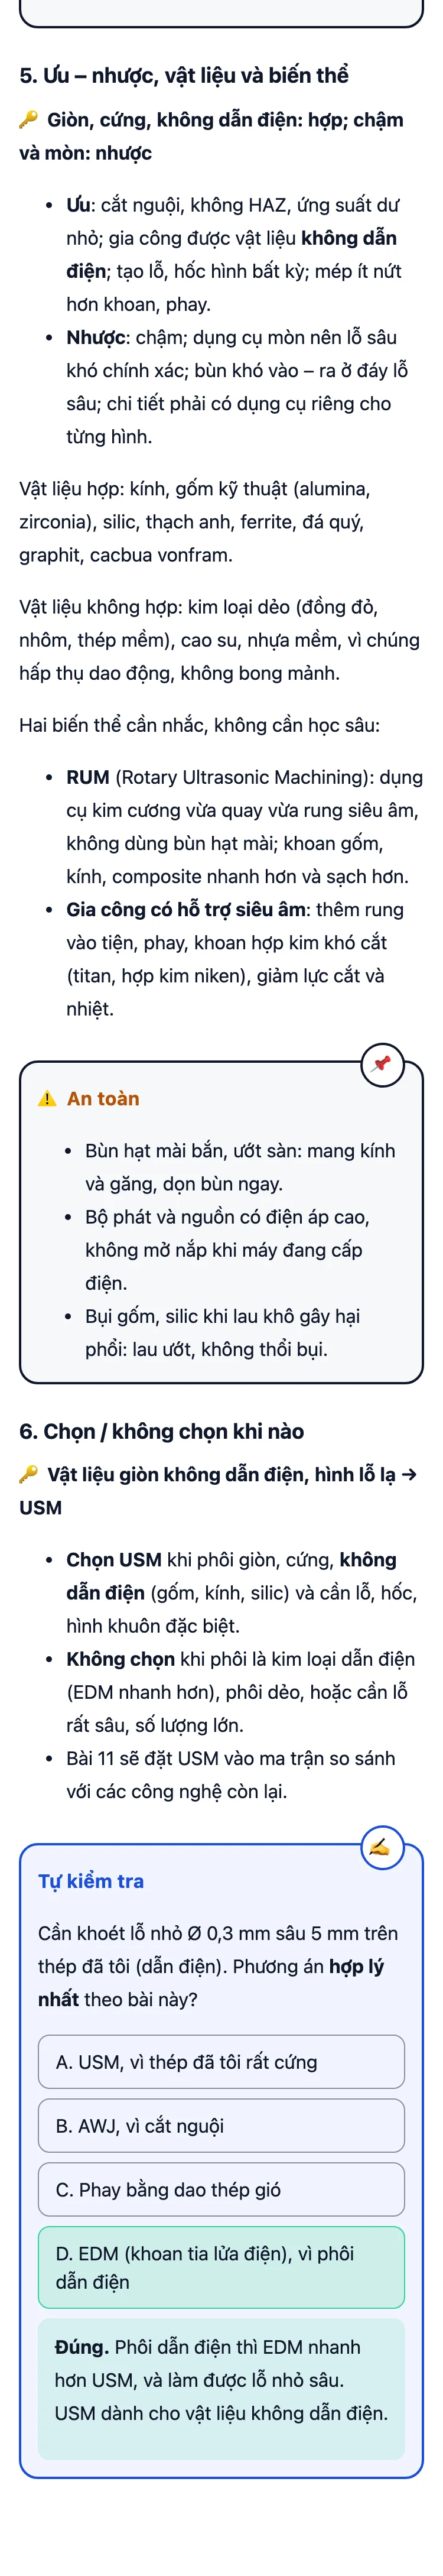 5. Ưu – nhược, vật liệu và biến thể
🔑 Giòn, cứng, không dẫn điện: hợp; chậm
và mòn: nhược
• Ưu: cắt nguội, không HAZ, ứng suất dư
nhỏ; gia công được vật liệu không dẫn
điện; tạo lỗ, hốc hình bất kỳ; mép ít nứt
hơn khoan, phay.
• Nhược: chậm; dụng cụ mòn nên lỗ sâu
khó chính xác; bùn khó vào – ra ở đáy lỗ
sâu; chi tiết phải có dụng cụ riêng cho
từng hình.
Vật liệu hợp: kính, gốm kỹ thuật (alumina,
zirconia), silic, thạch anh, ferrite, đá quý,
graphit, cacbua vonfram.
Vật liệu không hợp: kim loại dẻo (đồng đỏ,
nhôm, thép mềm), cao su, nhựa mềm, vì chúng
hấp thụ dao động, không bong mảnh.
Hai biến thể cần nhắc, không cần học sâu:
• RUM (Rotary Ultrasonic Machining): dụng
cụ kim cương vừa quay vừa rung siêu âm,
không dùng bùn hạt mài; khoan gốm,
kính, composite nhanh hơn và sạch hơn.
• Gia công có hỗ trợ siêu âm: thêm rung
vào tiện, phay, khoan hợp kim khó cắt
(titan, hợp kim niken), giảm lực cắt và
nhiệt.
⚠️ An toàn
• Bùn hạt mài bắn, ướt sàn: mang kính
và găng, dọn bùn ngay.
• Bộ phát và nguồn có điện áp cao,
không mở nắp khi máy đang cấp
điện.
• Bụi gốm, silic khi lau khô gây hại
phổi: lau ướt, không thổi bụi.
6. Chọn / không chọn khi nào
🔑 Vật liệu giòn không dẫn điện, hình lỗ lạ →
USM
• Chọn USM khi phôi giòn, cứng, không
dẫn điện (gốm, kính, silic) và cần lỗ, hốc,
hình khuôn đặc biệt.
• Không chọn khi phôi là kim loại dẫn điện
(EDM nhanh hơn), phôi dẻo, hoặc cần lỗ
rất sâu, số lượng lớn.
• Bài 11 sẽ đặt USM vào ma trận so sánh
với các công nghệ còn lại.
Tự kiểm tra
Cần khoét lỗ nhỏ Ø 0,3 mm sâu 5 mm trên
thép đã tôi (dẫn điện). Phương án hợp lý
nhất theo bài này?
A. USM, vì thép đã tôi rất cứng
B. AWJ, vì cắt nguội
C. Phay bằng dao thép gió
D. EDM (khoan tia lửa điện), vì phôi
dẫn điện
Đúng. Phôi dẫn điện thì EDM nhanh
hơn USM, và làm được lỗ nhỏ sâu.
USM dành cho vật liệu không dẫn điện.